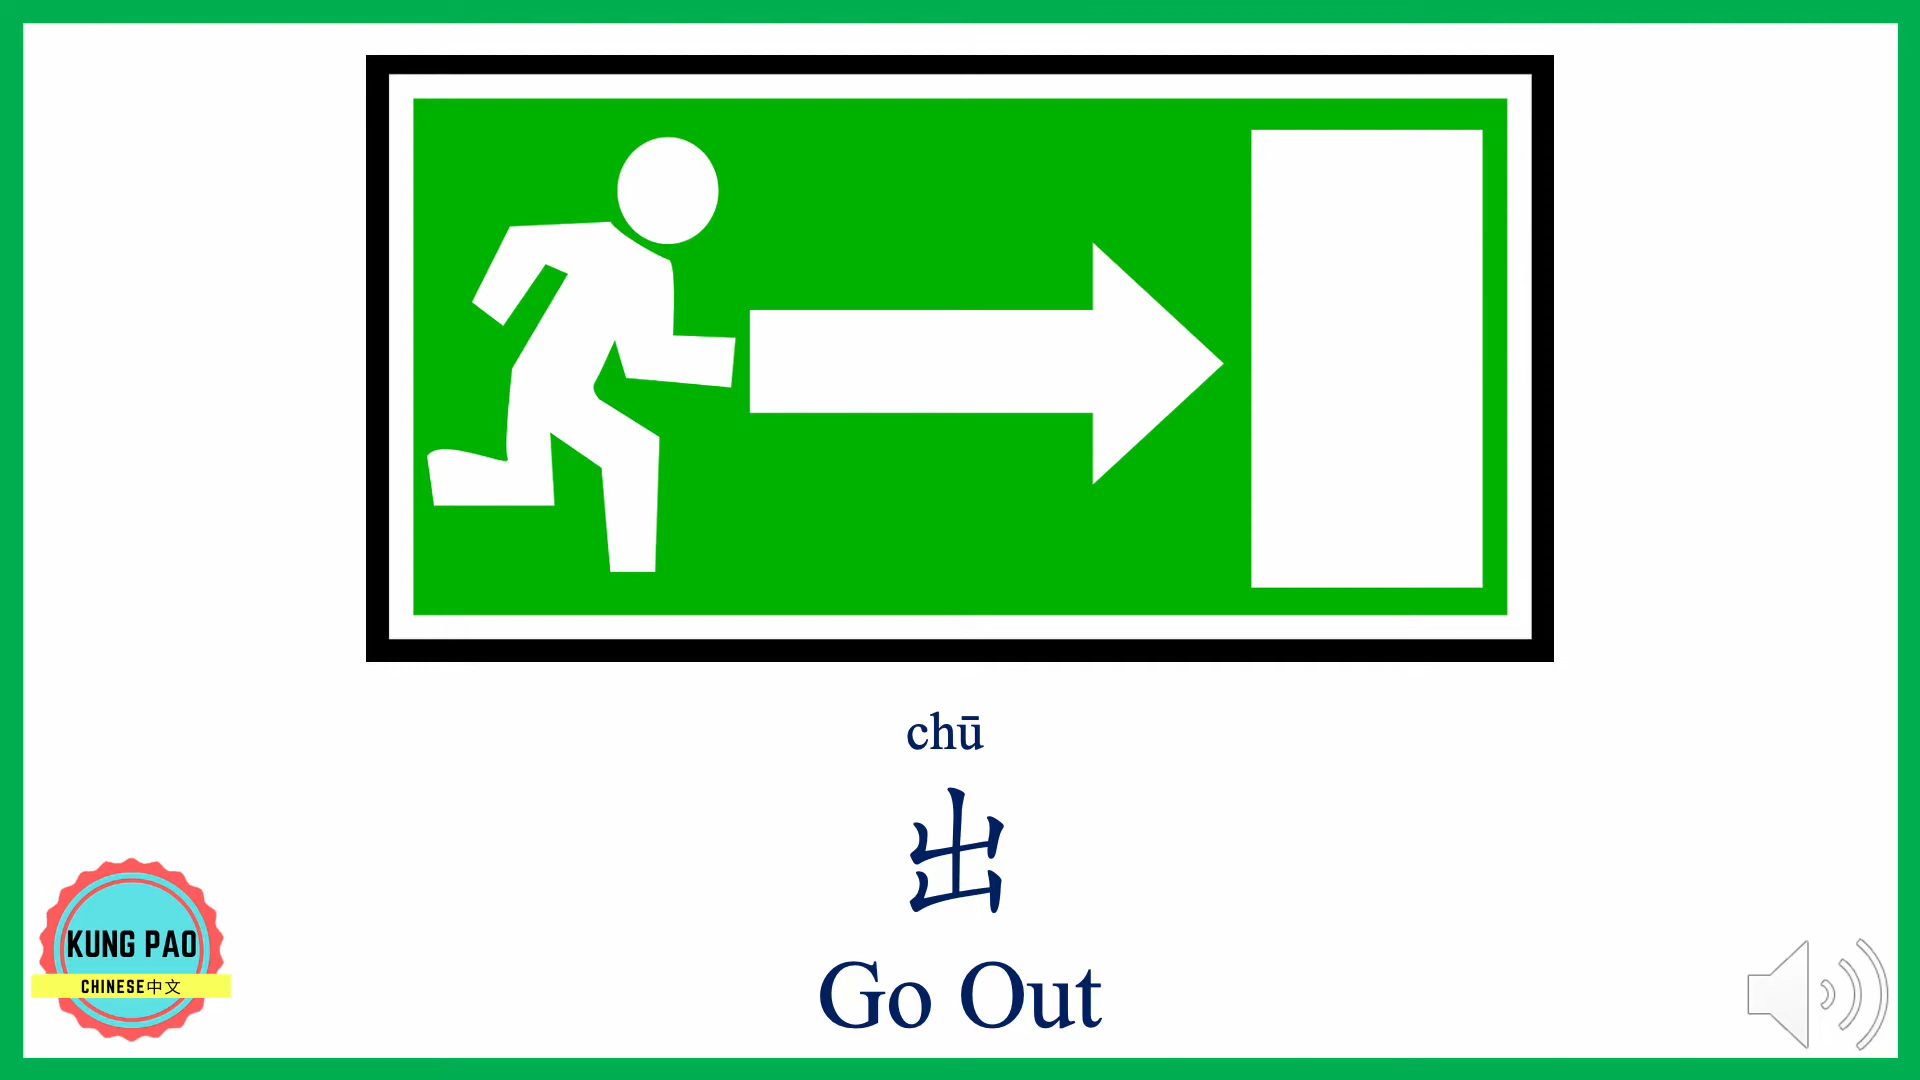 chū
出
Go Out
KUNG PAO
CHINESE中文